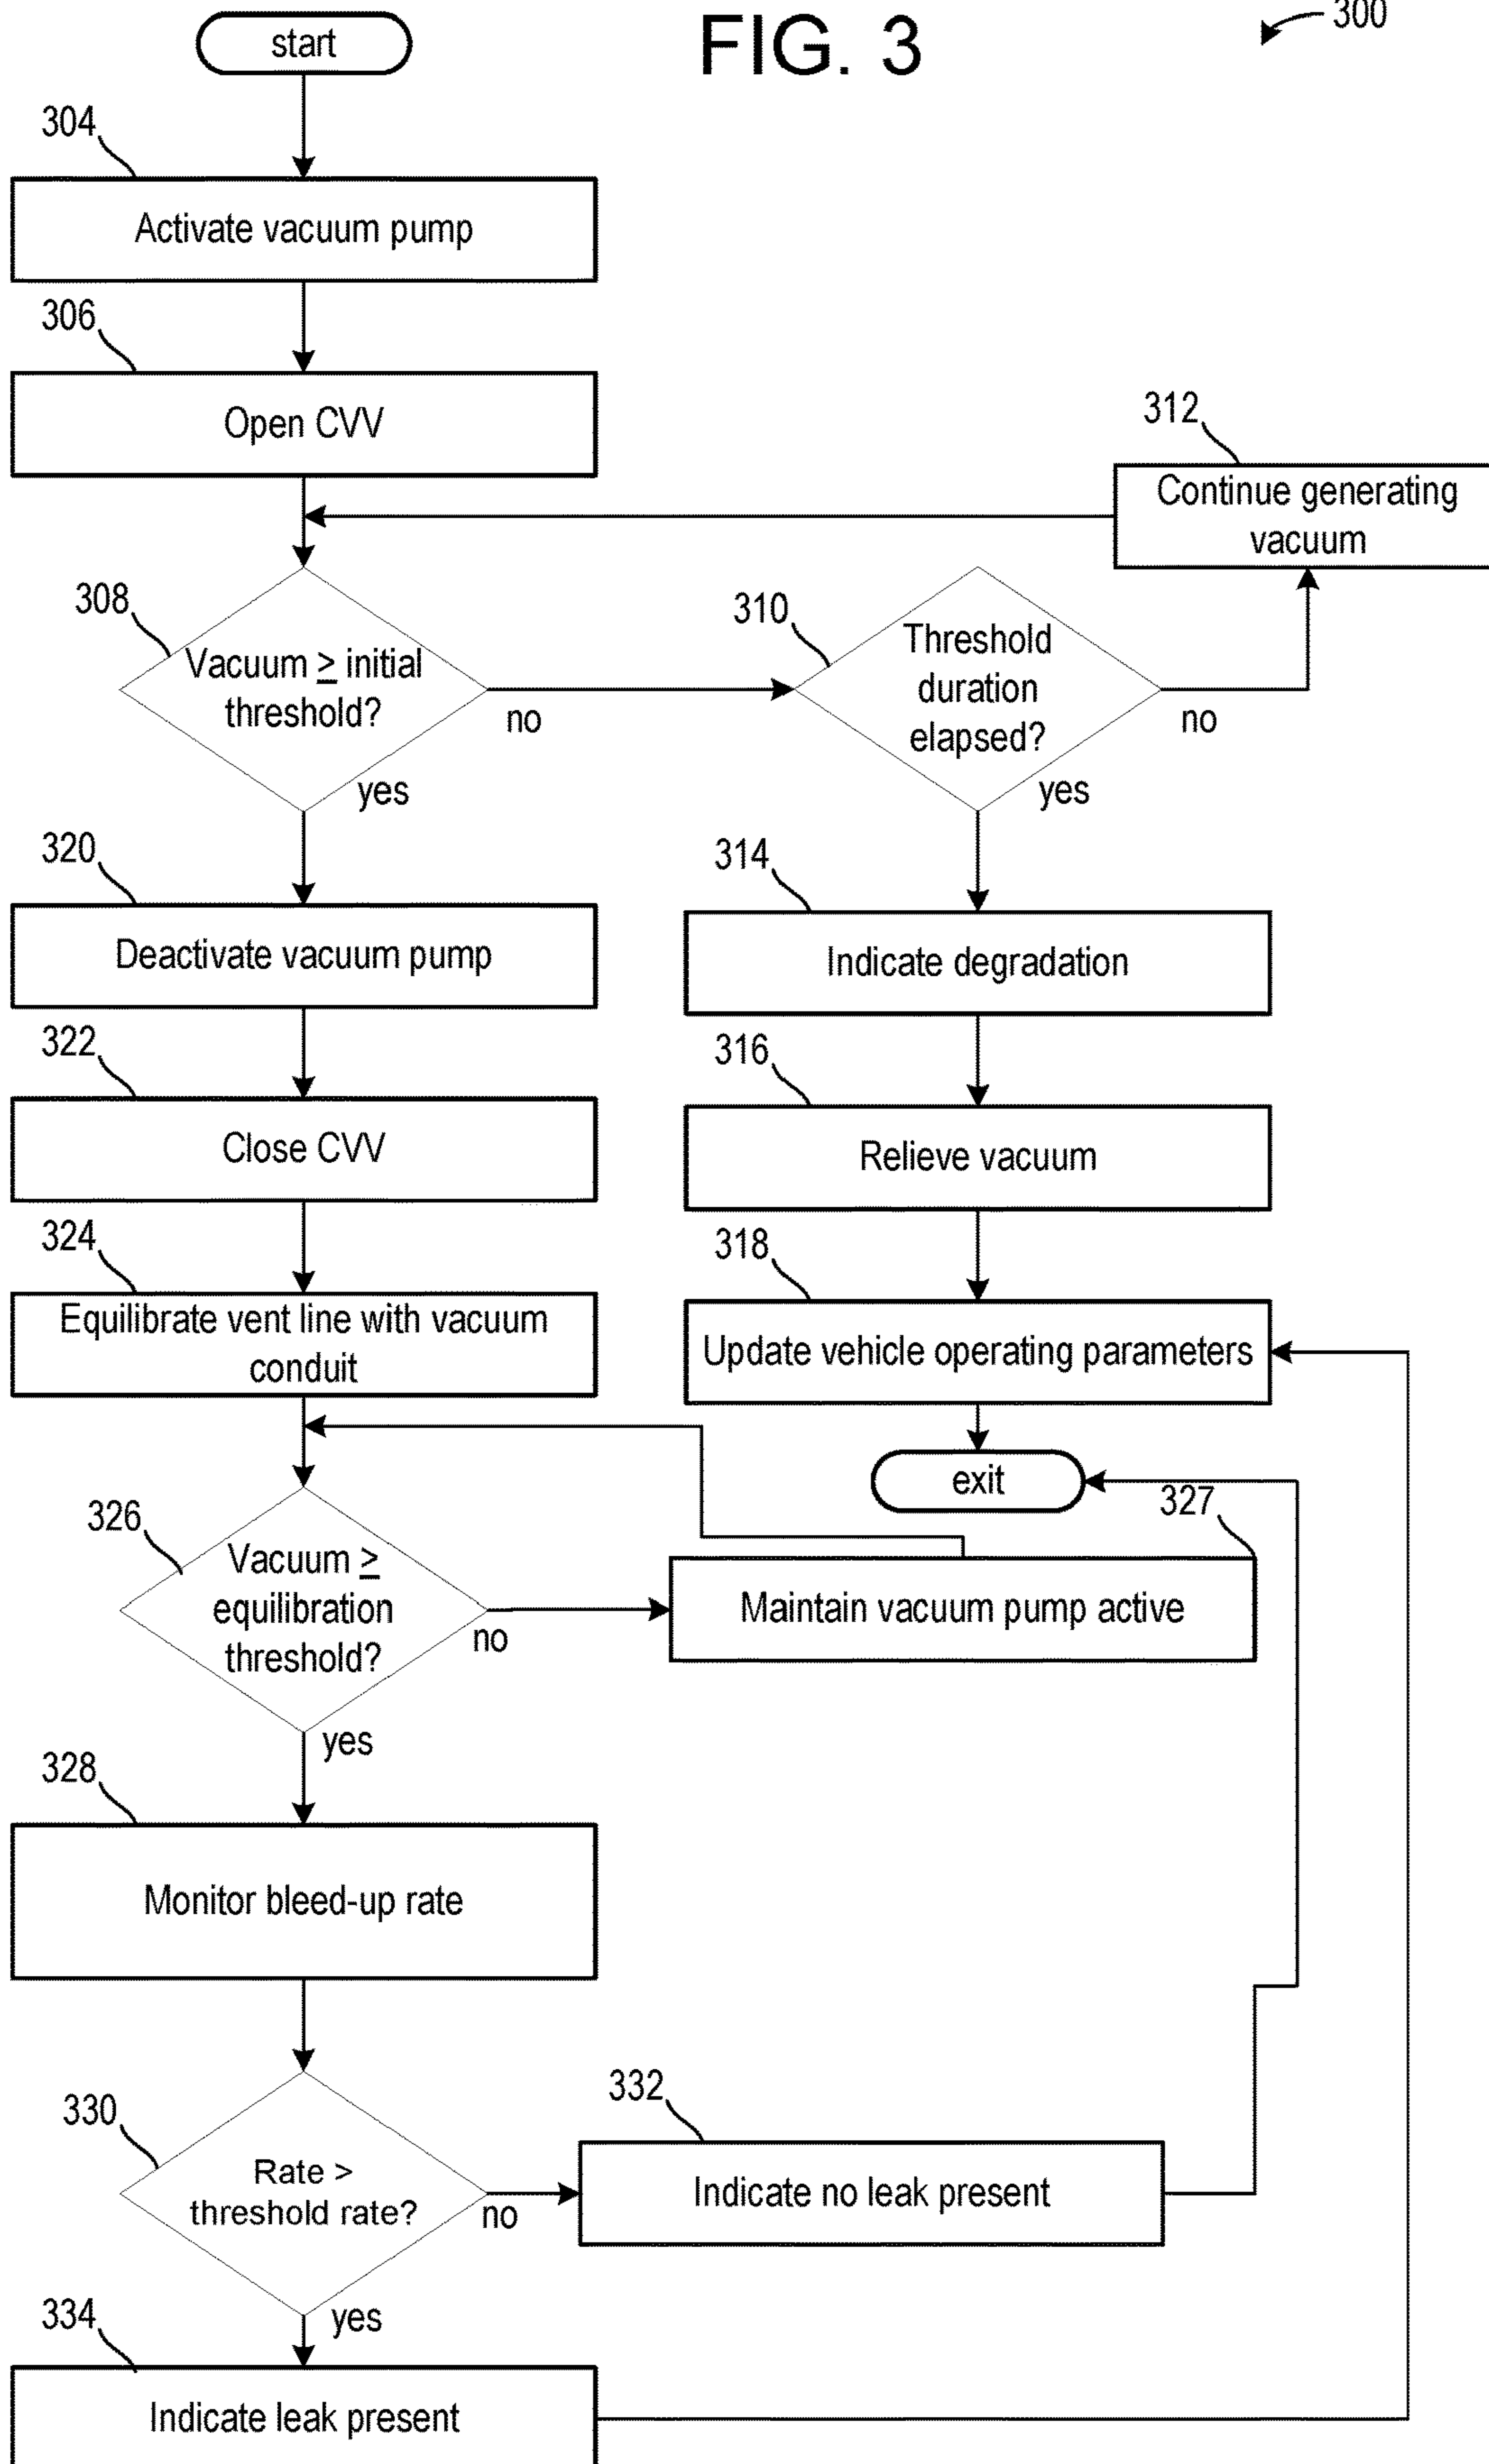 FIG. 3
300
start
304
Activate vacuum pump
306
Open CVV
312
Continue generating
vacuum
308
Vacuum ≥ initial
threshold?
no
yes
310
Threshold
duration
elapsed?
no
yes
320
Deactivate vacuum pump
314
Indicate degradation
322
Close CVV
316
Relieve vacuum
324
Equilibrate vent line with vacuum
conduit
318
Update vehicle operating parameters
exit
326
Vacuum ≥
equilibration
threshold?
no
yes
327
Maintain vacuum pump active
328
Monitor bleed-up rate
330
Rate >
threshold rate?
no
yes
332
Indicate no leak present
334
Indicate leak present